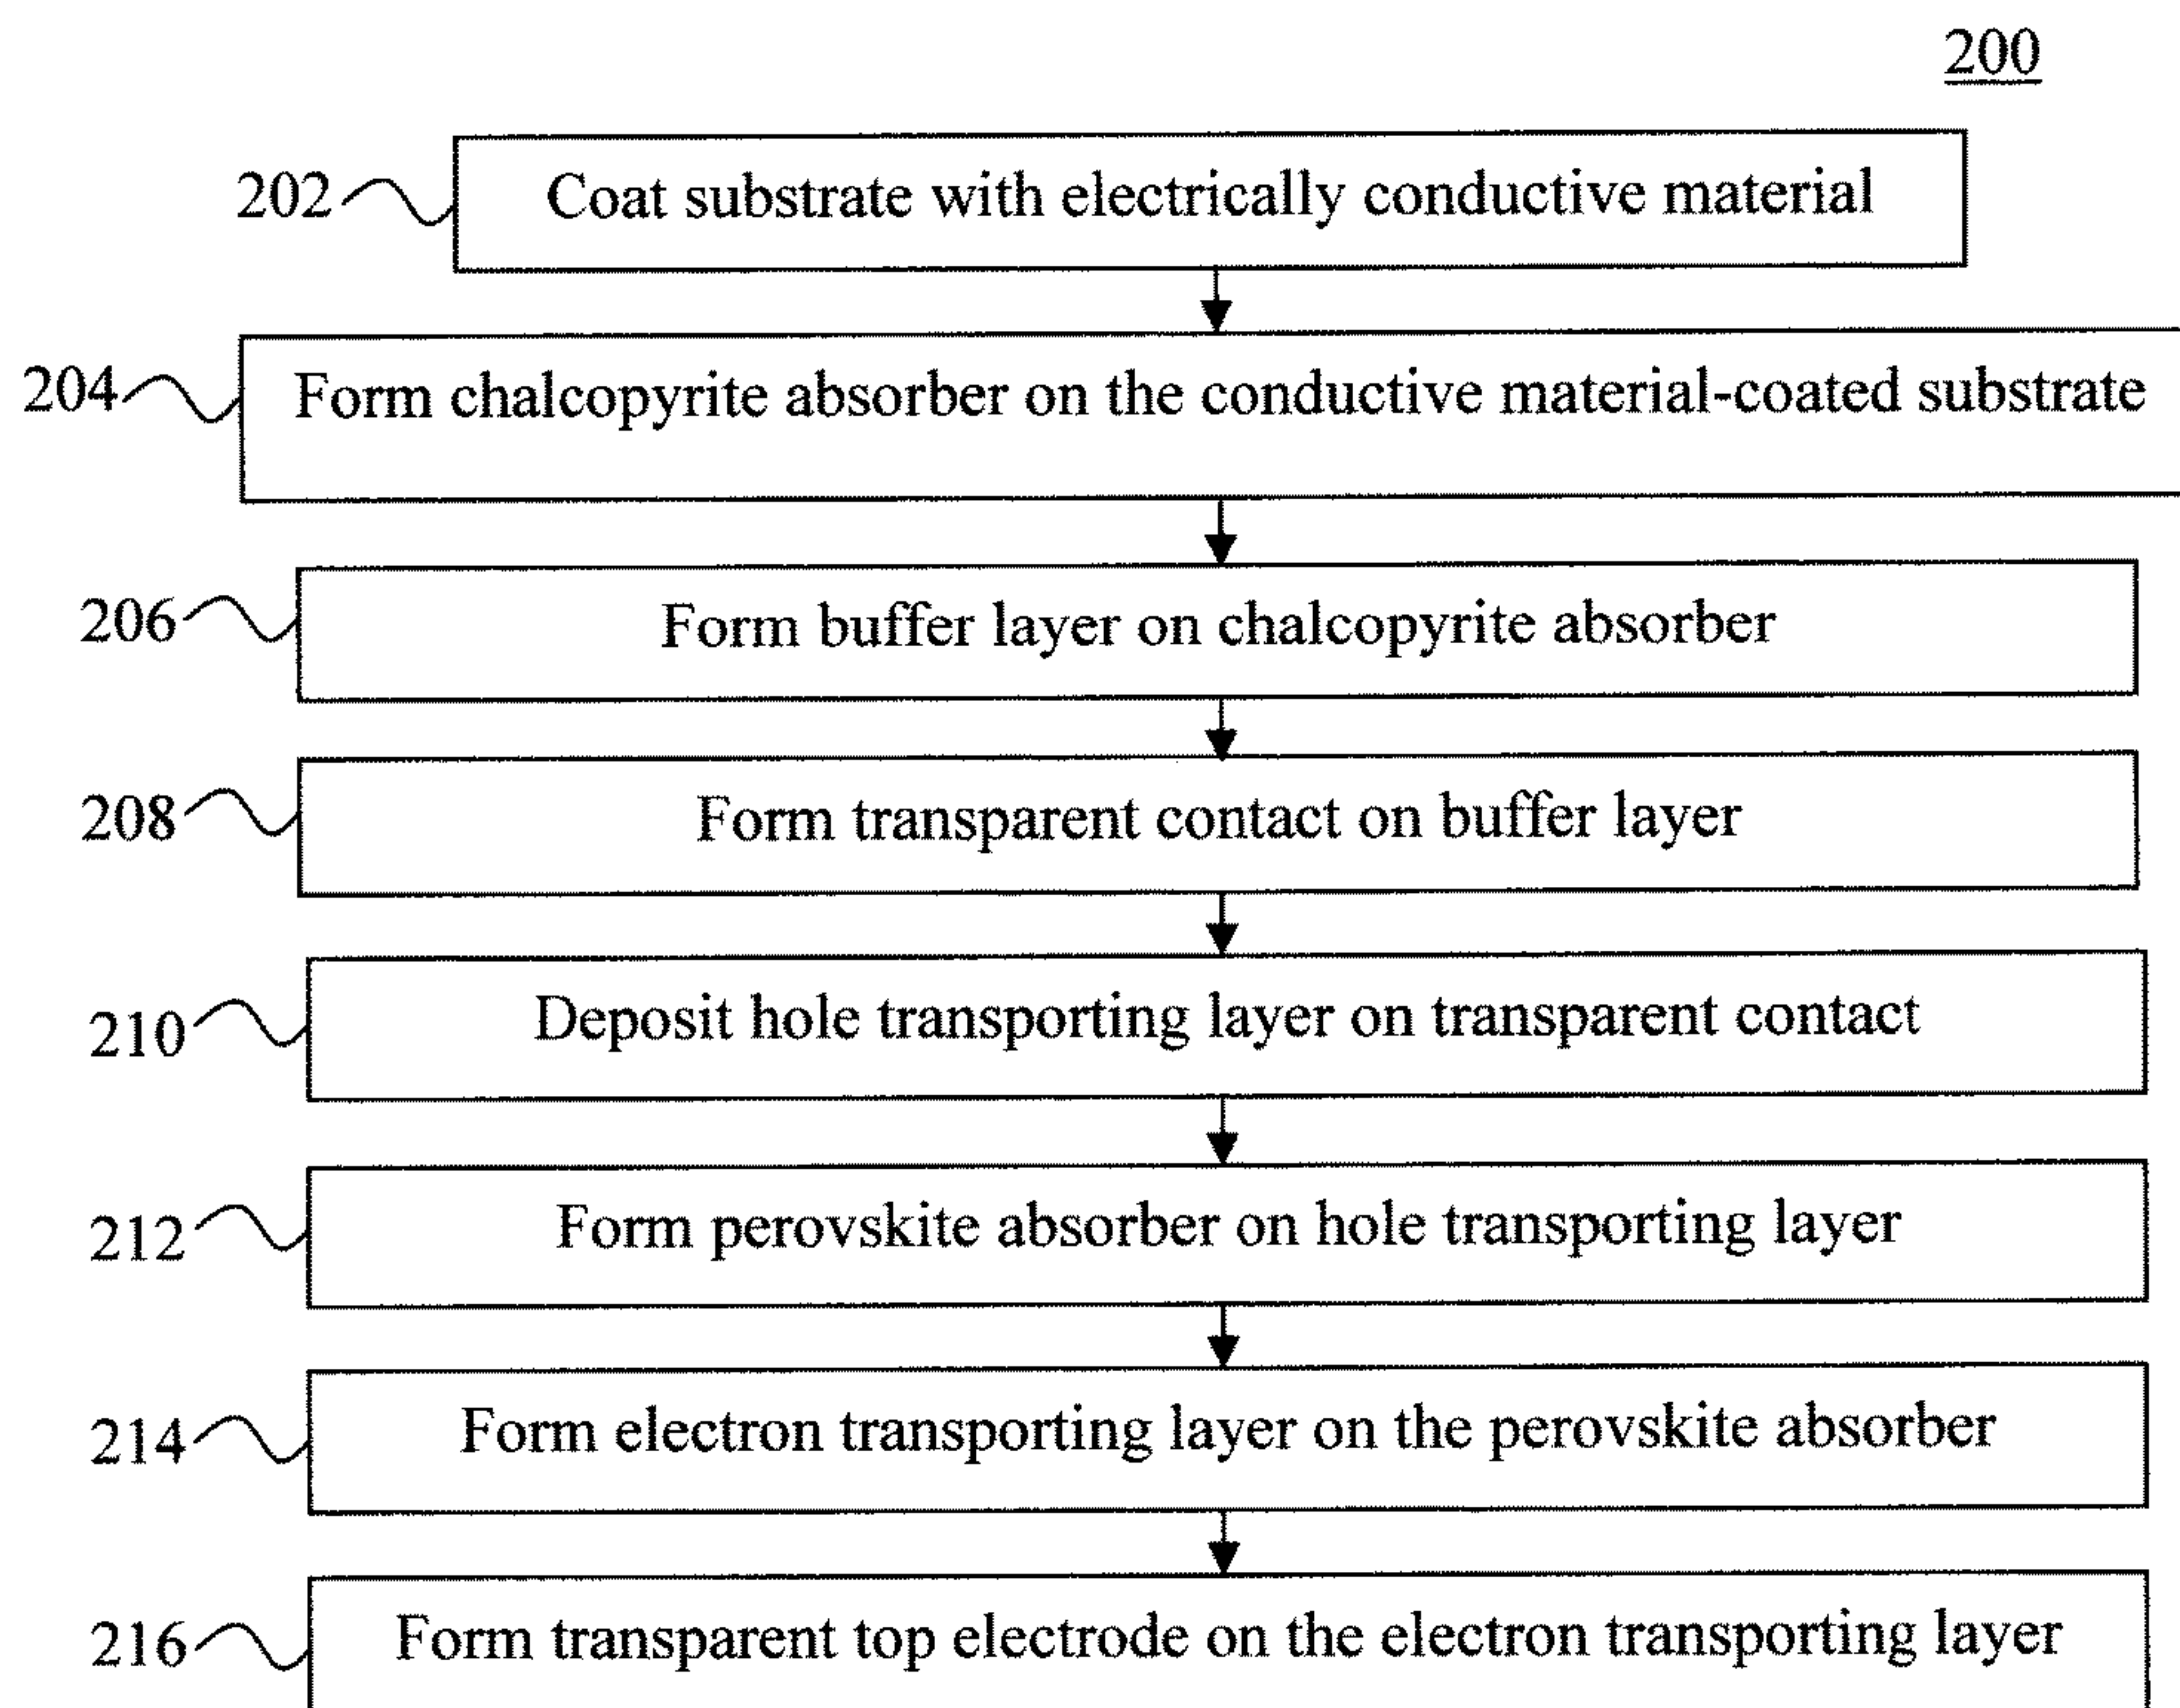 200
202 Coat substrate with electrically conductive material
204 Form chalcopyrite absorber on the conductive material-coated substrate
206 Form buffer layer on chalcopyrite absorber
208 Form transparent contact on buffer layer
210 Deposit hole transporting layer on transparent contact
212 Form perovskite absorber on hole transporting layer
214 Form electron transporting layer on the perovskite absorber
216 Form transparent top electrode on the electron transporting layer